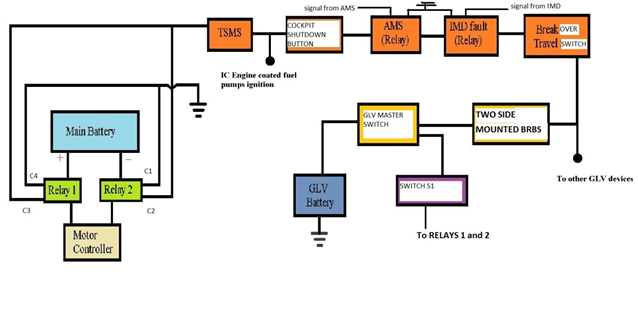 signal from AMS
signal from IMD
TSMS
COCKPIT
SHUTDOWN
BUTTON
AMS
(Relay)
IMD fault
(Relay)
Break OVER
Travel SWITCH
IC Engine coated fuel
pumps ignition
Main Battery
+
–
C4
C1
Relay 1
Relay 2
C3
C2
Motor
Controller
GLV MASTER
SWITCH
TWO SIDE
MOUNTED BRBS
GLV
Battery
SWITCH S1
To other GLV devices
To RELAYS 1 and 2